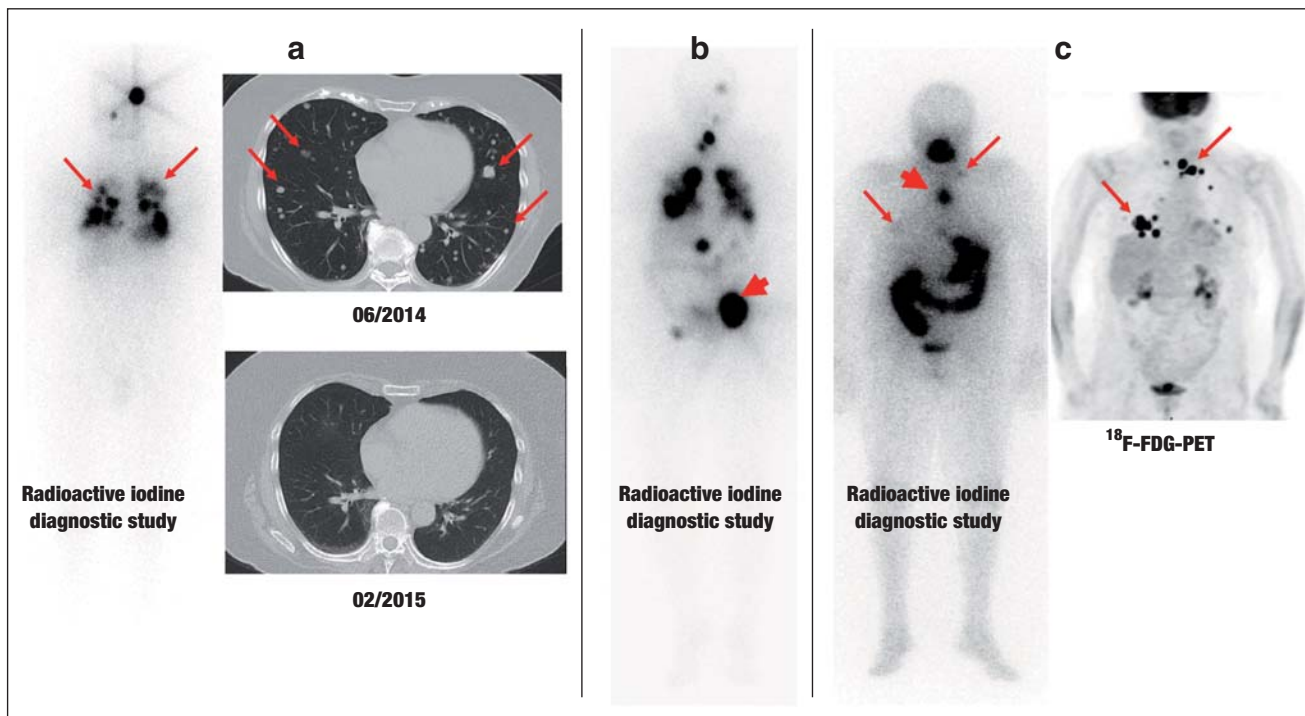 a
b
c
06/2014
02/2015
Radioactive iodine
diagnostic study
Radioactive iodine
diagnostic study
Radioactive iodine
diagnostic study
¹⁸F-FDG-PET